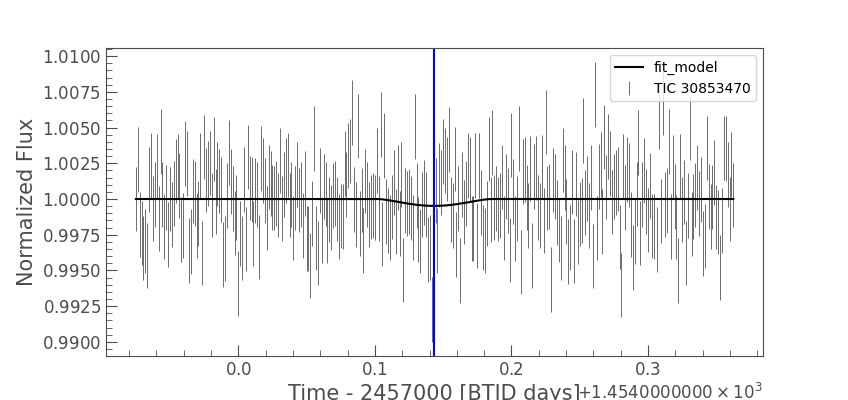 1.0100
1.0075
1.0050
1.0025
1.0000
0.9975
0.9950
0.9925
0.9900
Normalized Flux
fit_model
TIC 30853470
0.0 0.1 0.2 0.3
Time - 2457000 [BTJD days]
+1.4540000000 × 10³